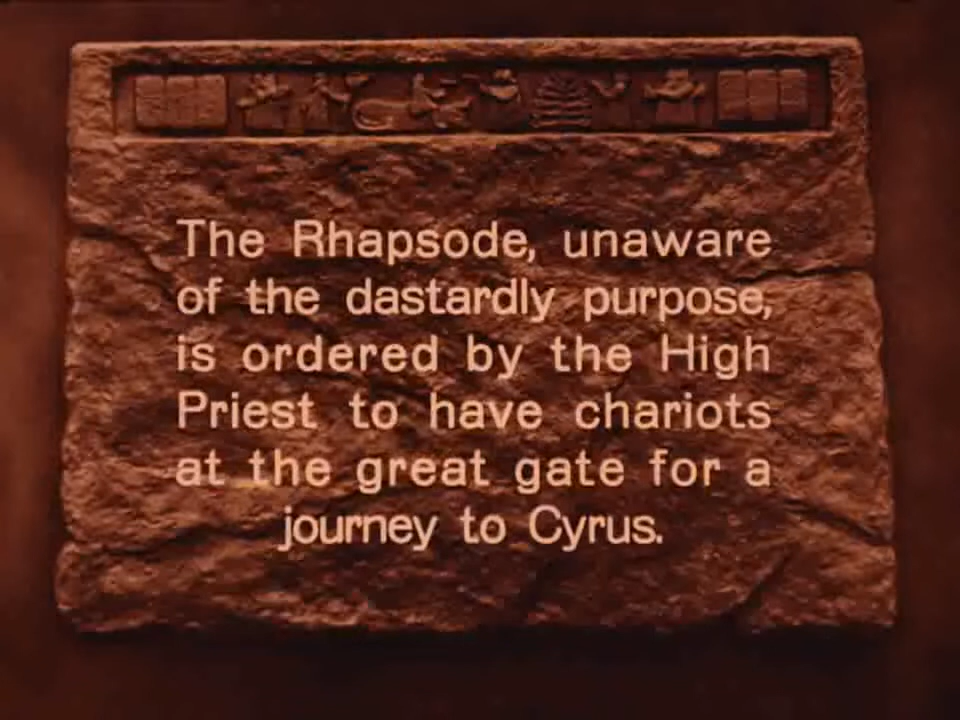 The Rhapsode, unaware
of the dastardly purpose,
is ordered by the High
Priest to have chariots
at the great gate for a
journey to Cyrus.